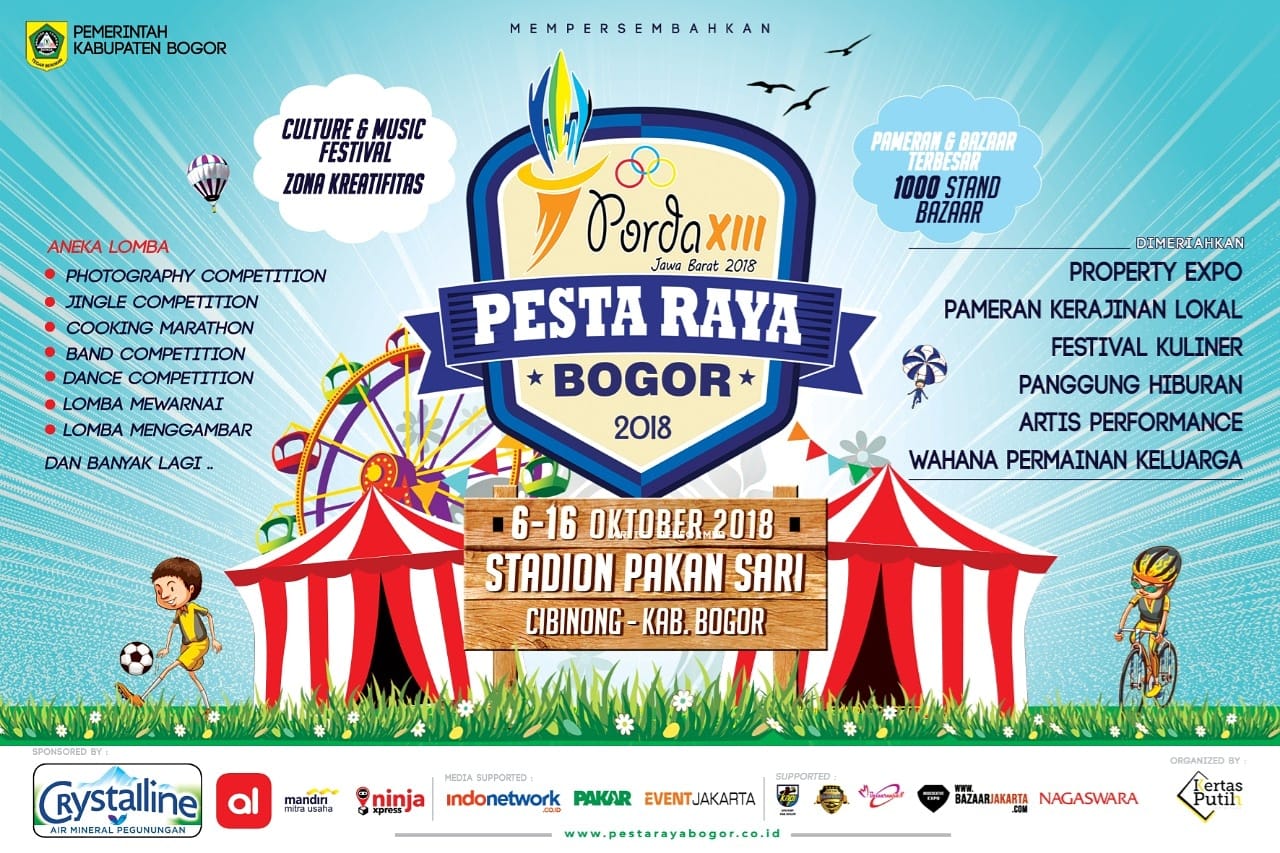 PEMERINTAH
KABUPATEN BOGOR
MEMPERSEMBAHKAN
CULTURE & MUSIC
FESTIVAL
ZONA KREATIFITAS
PAMERAN & BAZAAR
TERBESAR
1000 STAND
BAZAAR
Porda XIII
Jawa Barat 2018
PESTA RAYA
BOGOR
2018
ANEKA LOMBA
PHOTOGRAPHY COMPETITION
JINGLE COMPETITION
COOKING MARATHON
BAND COMPETITION
DANCE COMPETITION
LOMBA MEWARNAI
LOMBA MENGGAMBAR
DAN BANYAK LAGI ..
DIMERIAHKAN
PROPERTY EXPO
PAMERAN KERAJINAN LOKAL
FESTIVAL KULINER
PANGGUNG HIBURAN
ARTIS PERFORMANCE
WAHANA PERMAINAN KELUARGA
6-16 OKTOBER 2018
STADION PAKAN SARI
CIBINONG - KAB. BOGOR
SPONSORED BY :
Crystalline
AIR MINERAL PEGUNUNGAN
al
mandiri
mitra usaha
ninja
xpress
MEDIA SUPPORTED :
indonetwork
.CO.ID
PAKAR
EVENTJAKARTA
SUPPORTED :
WWW.
BAZAARJAKARTA
.COM
NAGASWARA
ORGANIZED BY :
Kertas
Putih
www.pestarayabogor.co.id